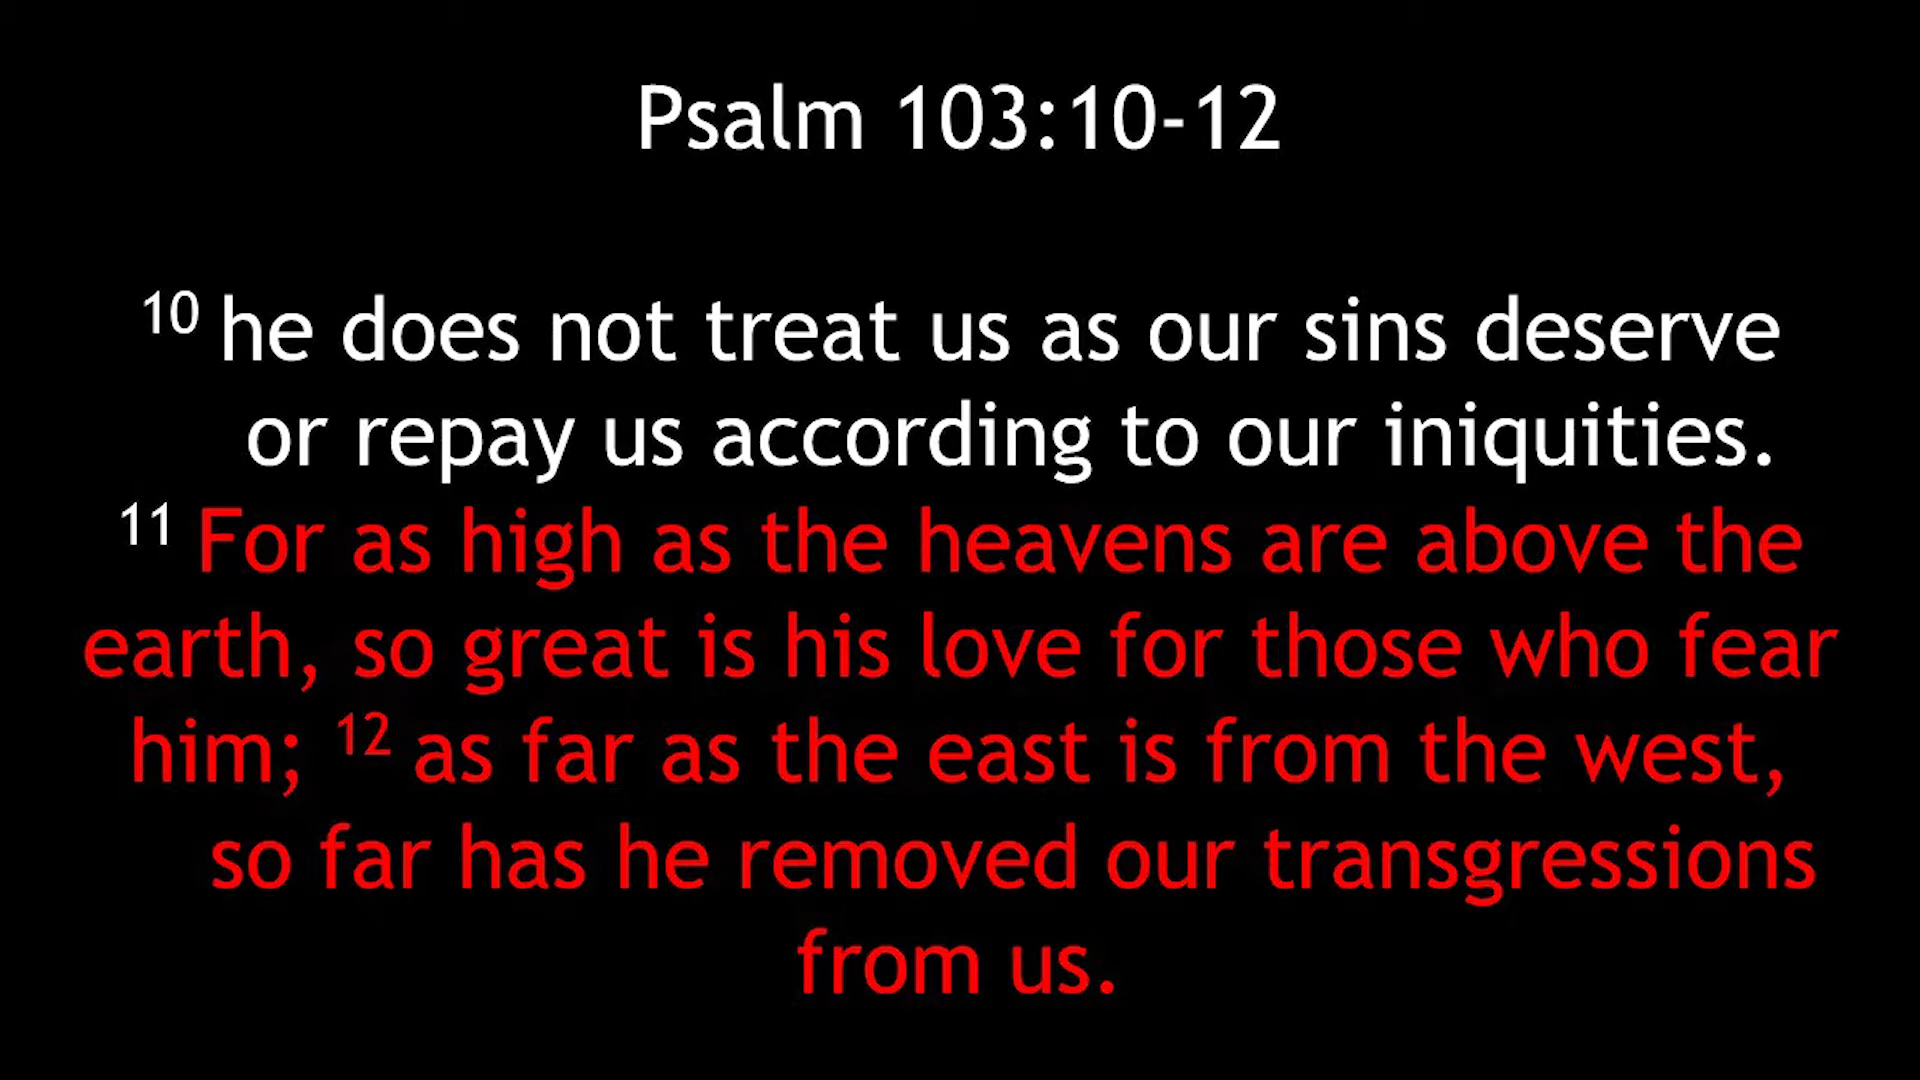 Psalm 103:10-12
10 he does not treat us as our sins deserve
or repay us according to our iniquities.
11 For as high as the heavens are above the
earth, so great is his love for those who fear
him; 12 as far as the east is from the west,
so far has he removed our transgressions
from us.